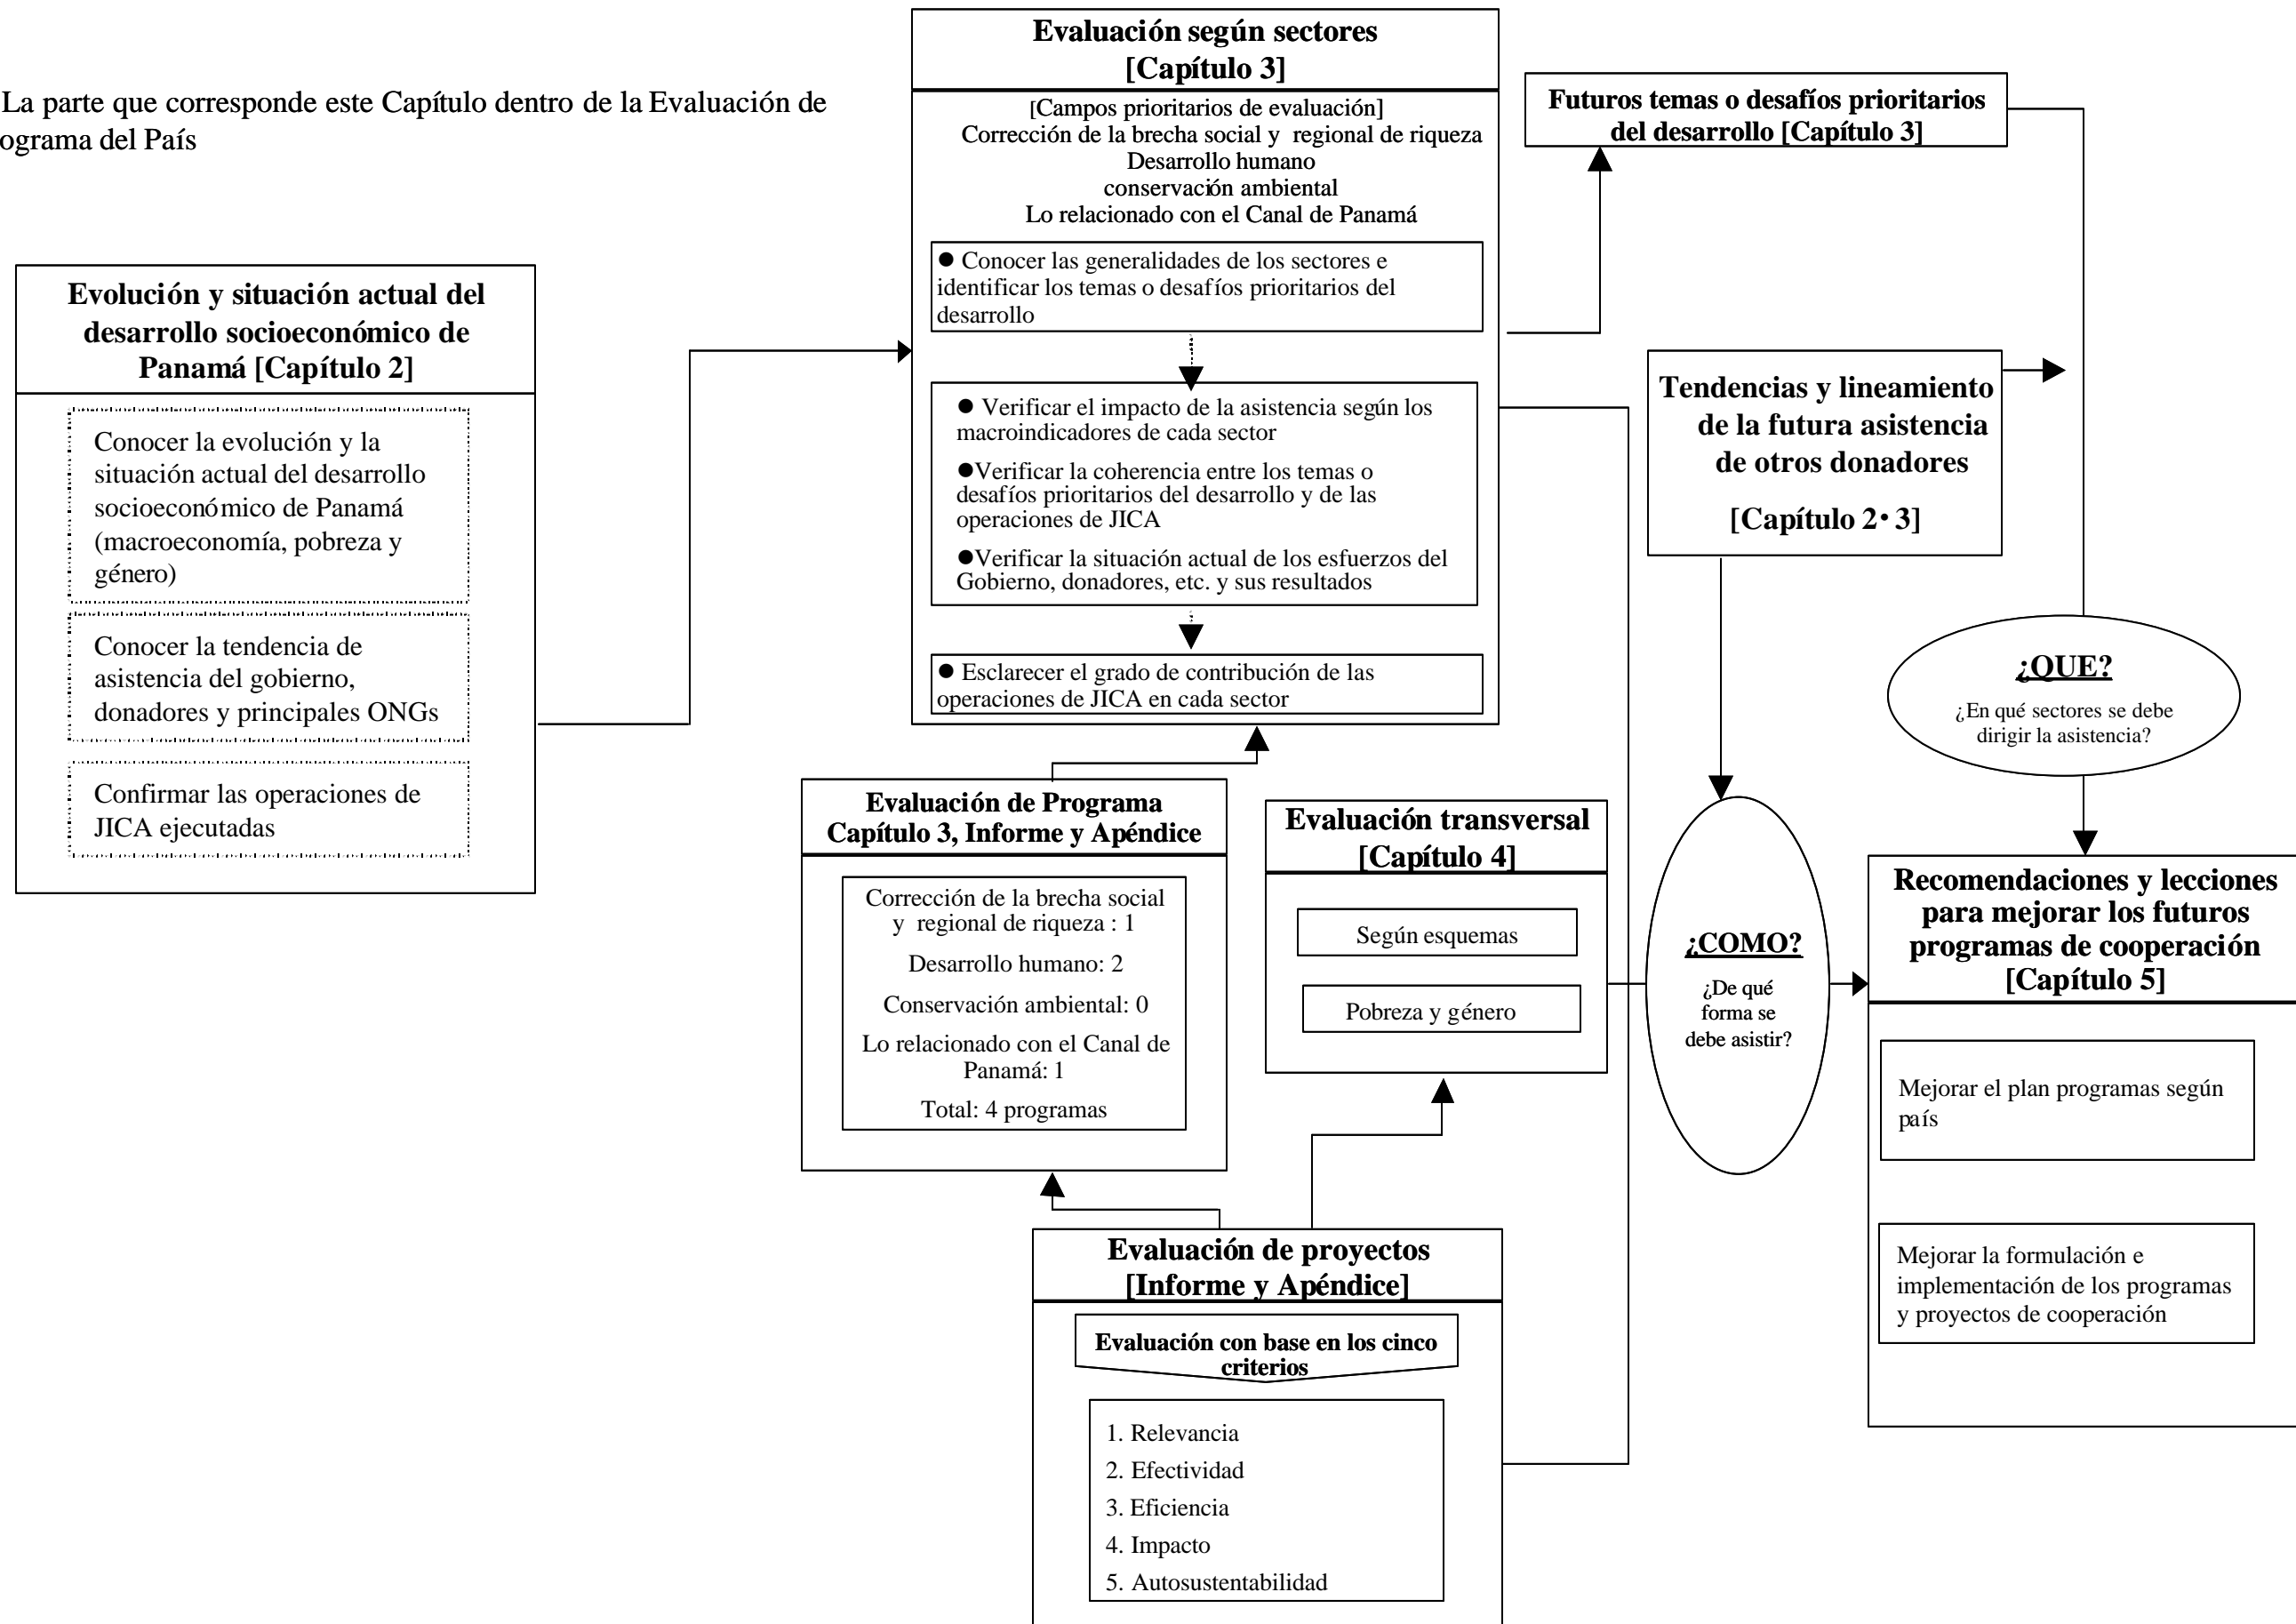 La parte que corresponde este Capítulo dentro de la Evaluación de
ograma del País
Evolución y situación actual del
desarrollo socioeconómico de
Panamá [Capítulo 2]
Conocer la evolución y la
situación actual del desarrollo
socioeconómico de Panamá
(macroeconomía, pobreza y
género)
Conocer la tendencia de
asistencia del gobierno,
donadores y principales ONGs
Confirmar las operaciones de
JICA ejecutadas
Evaluación según sectores
[Capítulo 3]
[Campos prioritarios de evaluación]
Corrección de la brecha social y regional de riqueza
Desarrollo humano
conservación ambiental
Lo relacionado con el Canal de Panamá
● Conocer las generalidades de los sectores e
identificar los temas o desafíos prioritarios del
desarrollo
● Verificar el impacto de la asistencia según los
macroindicadores de cada sector
●Verificar la coherencia entre los temas o
desafíos prioritarios del desarrollo y de las
operaciones de JICA
●Verificar la situación actual de los esfuerzos del
Gobierno, donadores, etc. y sus resultados
● Esclarecer el grado de contribución de las
operaciones de JICA en cada sector
Evaluación de Programa
Capítulo 3, Informe y Apéndice
Corrección de la brecha social
y regional de riqueza : 1
Desarrollo humano: 2
Conservación ambiental: 0
Lo relacionado con el Canal de
Panamá: 1
Total: 4 programas
Evaluación transversal
[Capítulo 4]
Según esquemas
Pobreza y género
Evaluación de proyectos
[Informe y Apéndice]
Evaluación con base en los cinco
criterios
1. Relevancia
2. Efectividad
3. Eficiencia
4. Impacto
5. Autosustentabilidad
Futuros temas o desafíos prioritarios
del desarrollo [Capítulo 3]
Tendencias y lineamiento
de la futura asistencia
de otros donadores
[Capítulo 2・3]
¿QUE?
¿En qué sectores se debe
dirigir la asistencia?
¿COMO?
¿De qué
forma se
debe asistir?
Recomendaciones y lecciones
para mejorar los futuros
programas de cooperación
[Capítulo 5]
Mejorar el plan programas según
país
Mejorar la formulación e
implementación de los programas
y proyectos de cooperación